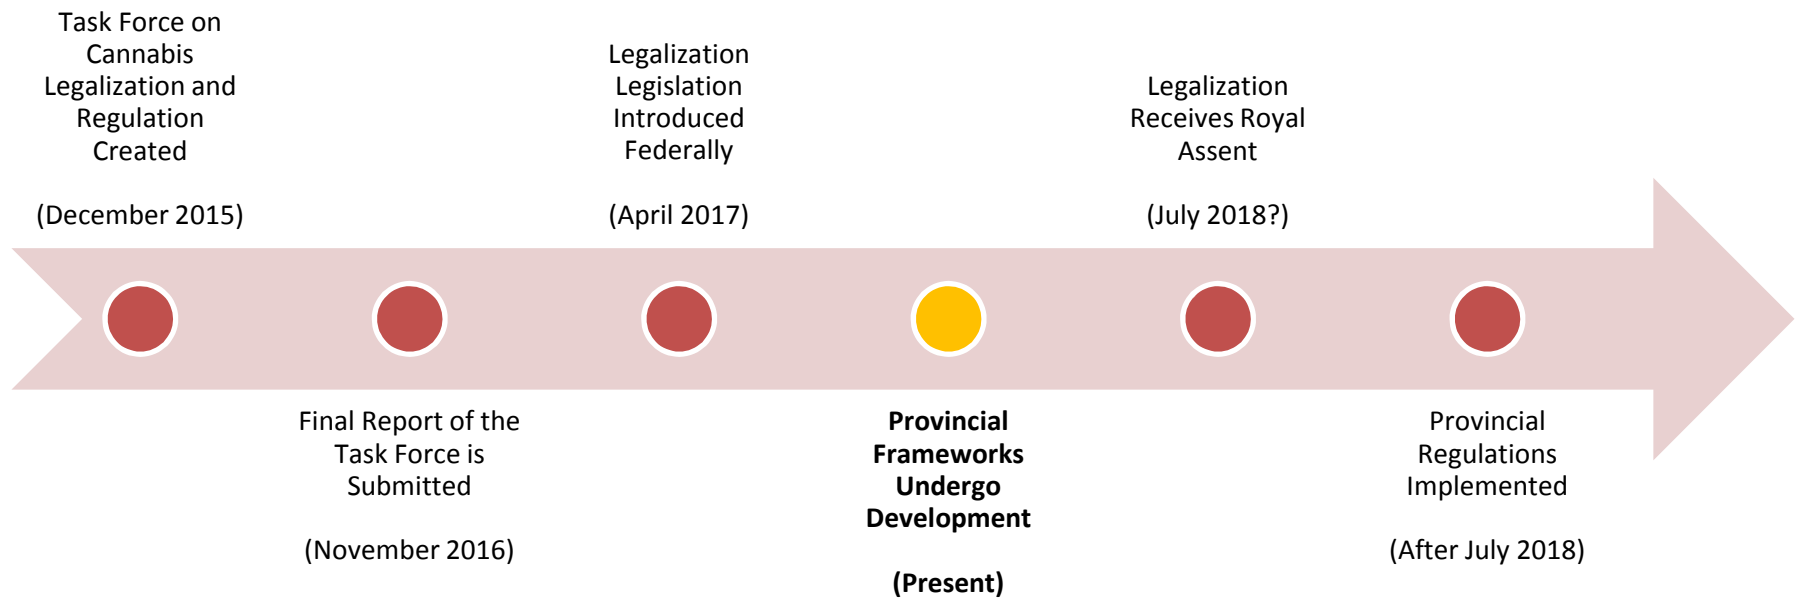 Task Force on
Cannabis
Legalization and
Regulation
Created
(December 2015)
Final Report of the
Task Force is
Submitted
(November 2016)
Legalization
Legislation
Introduced
Federally
(April 2017)
Provincial
Frameworks
Undergo
Development
(Present)
Legalization
Receives Royal
Assent
(July 2018?)
Provincial
Regulations
Implemented
(After July 2018)